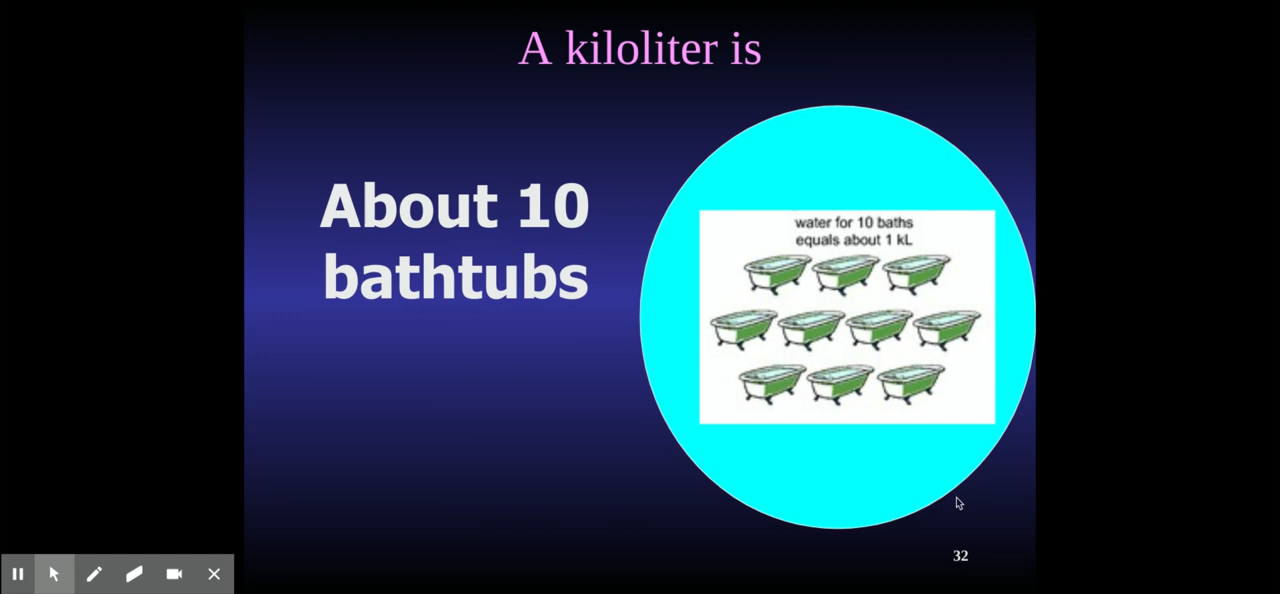 A kiloliter is
About 10
bathtubs
water for 10 baths
equals about 1 kL
32